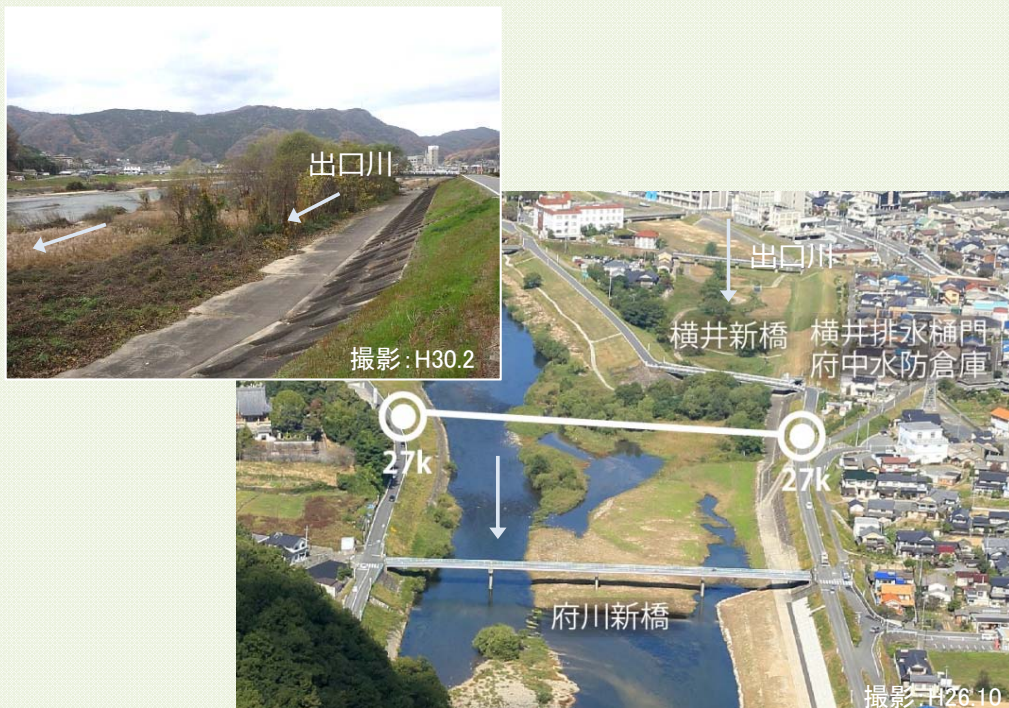 出口川
撮影:H30.2
出口川
横井新橋
横井排水樋門
府中水防倉庫
27k
27k
府川新橋
撮影:H26.10